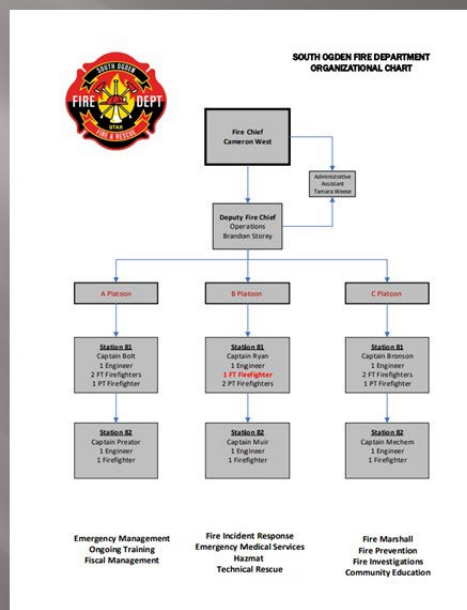 SOUTH OGDEN FIRE DEPARTMENT
ORGANIZATIONAL CHART
SOUTH OGDEN
FIRE DEPT
UTAH
FIRE & RESCUE
Fire Chief
Cameron West
Administrative
Assistant
Tamara Weese
Deputy Fire Chief
Operations
Brandon Storey
A Platoon
B Platoon
C Platoon
Station 81
Captain Bolt
1 Engineer
2 FT Firefighters
1 PT Firefighter
Station 81
Captain Ryan
1 Engineer
1 FT Firefighter
2 PT Firefighters
Station 81
Captain Bronson
1 Engineer
2 FT Firefighters
1 PT Firefighter
Station 82
Captain Preator
1 Engineer
1 Firefighter
Station 82
Captain Muir
1 Engineer
1 Firefighter
Station 82
Captain Mechem
1 Engineer
1 Firefighter
Emergency Management
Ongoing Training
Fiscal Management
Fire Incident Response
Emergency Medical Services
Hazmat
Technical Rescue
Fire Marshall
Fire Prevention
Fire Investigations
Community Education